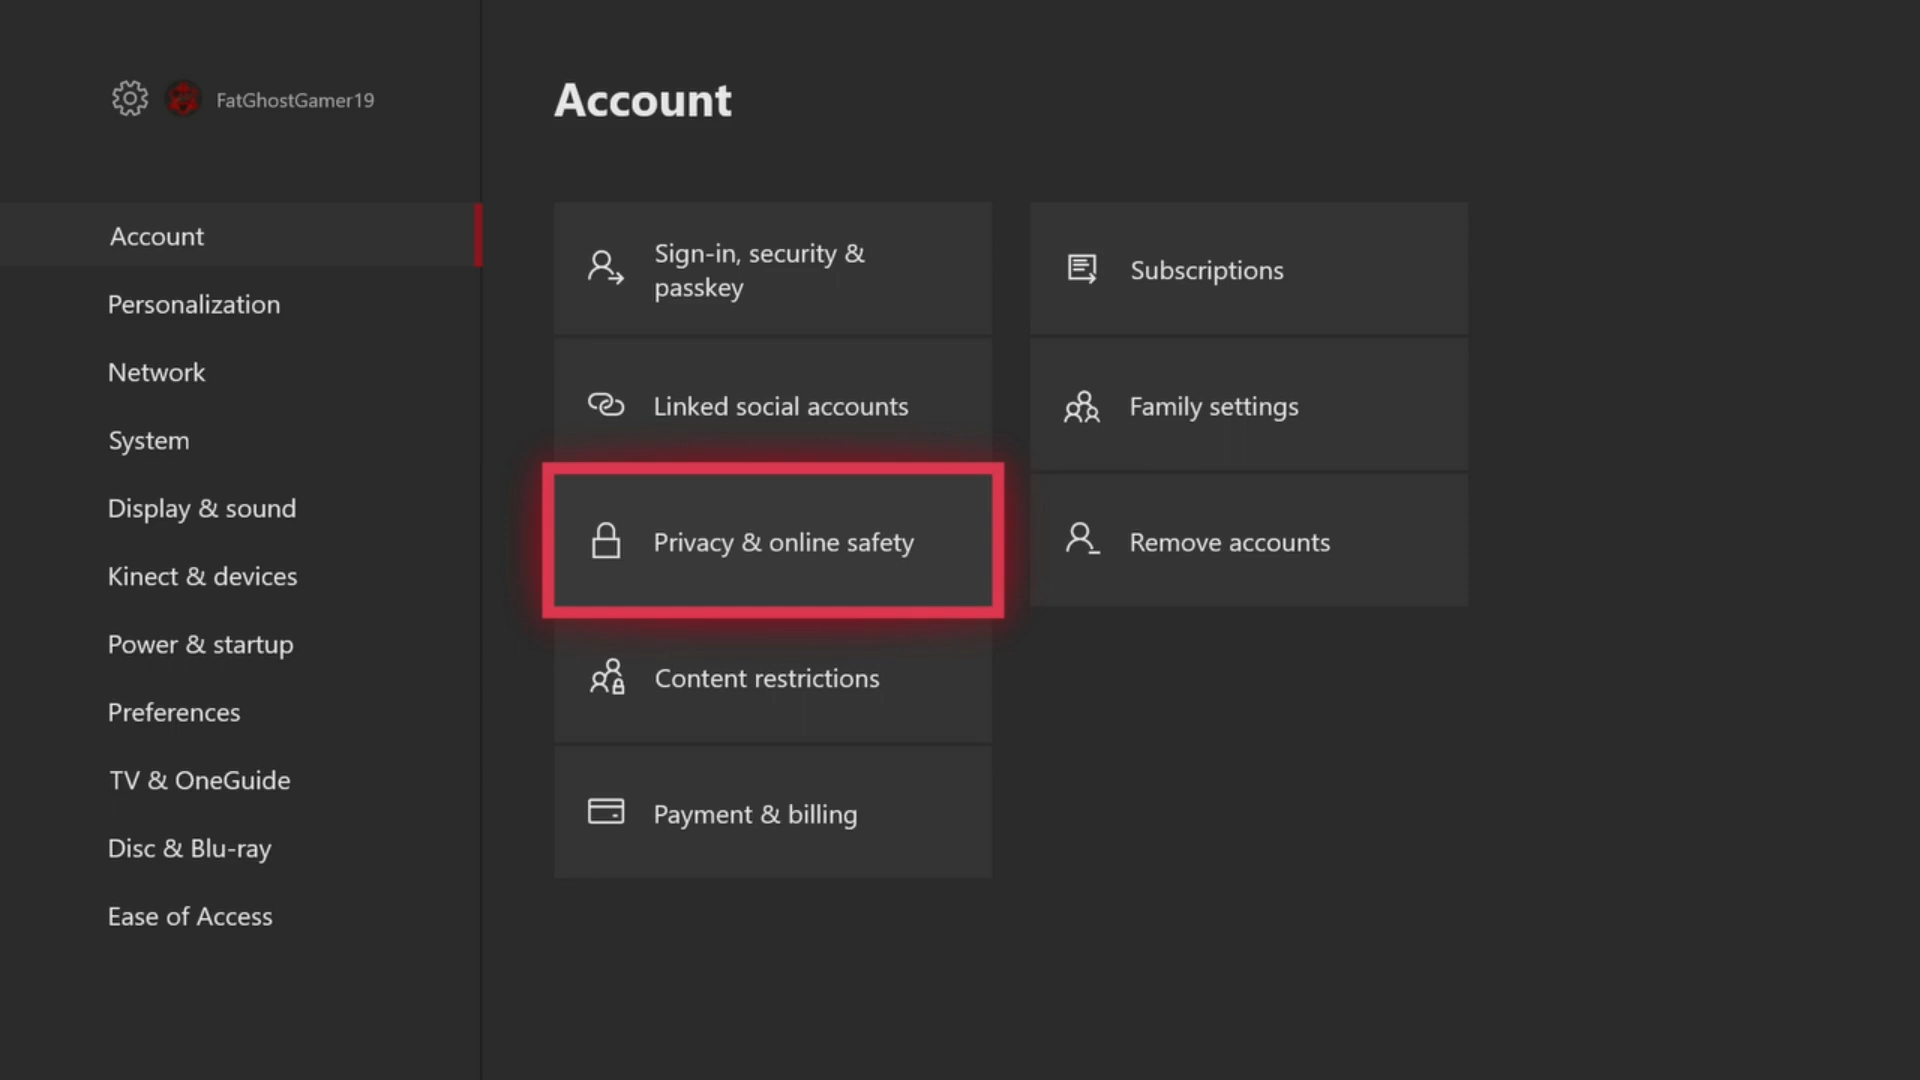 FatGhostGamer19
Account
Personalization
Network
System
Display & sound
Kinect & devices
Power & startup
Preferences
TV & OneGuide
Disc & Blu-ray
Ease of Access
Account
Sign-in, security &
passkey
Linked social accounts
Privacy & online safety
Content restrictions
Payment & billing
Subscriptions
Family settings
Remove accounts